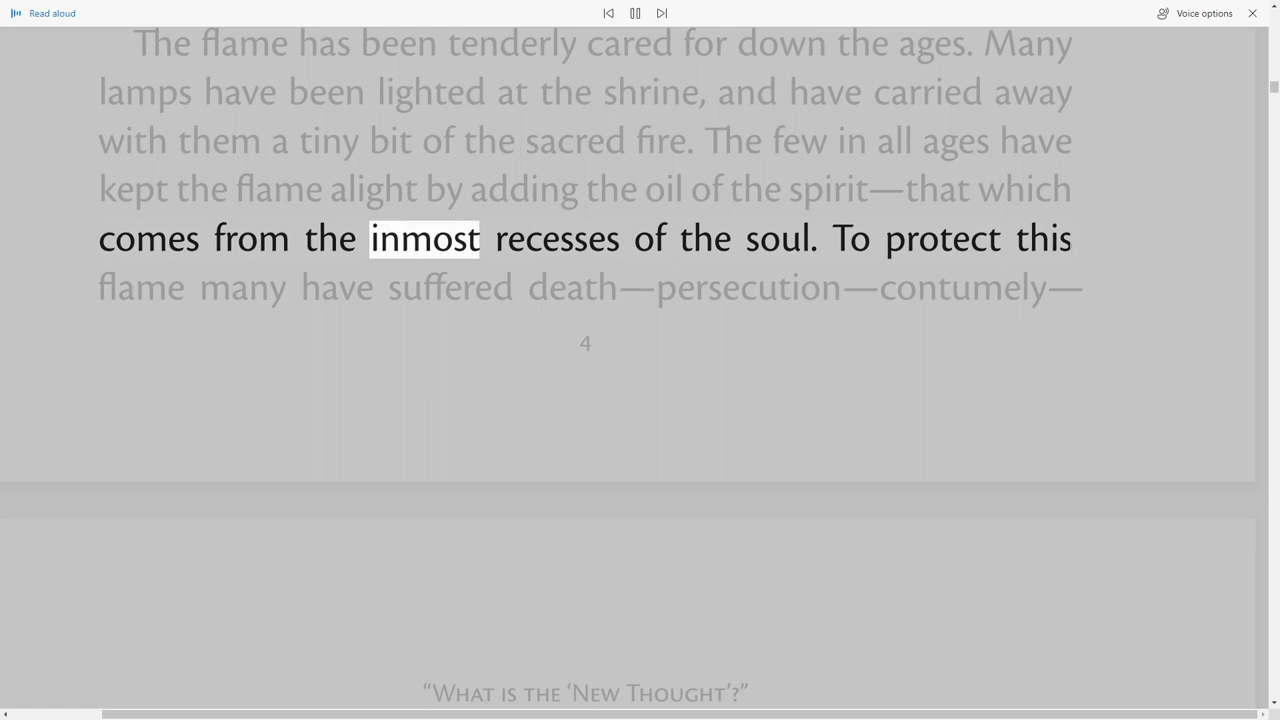 Read aloud
Voice options
The flame has been tenderly cared for down the ages. Many
lamps have been lighted at the shrine, and have carried away
with them a tiny bit of the sacred fire. The few in all ages have
kept the flame alight by adding the oil of the spirit—that which
comes from the inmost recesses of the soul. To protect this
flame many have suffered death—persecution—contumely—
4
“What is the ‘New Thought’?”